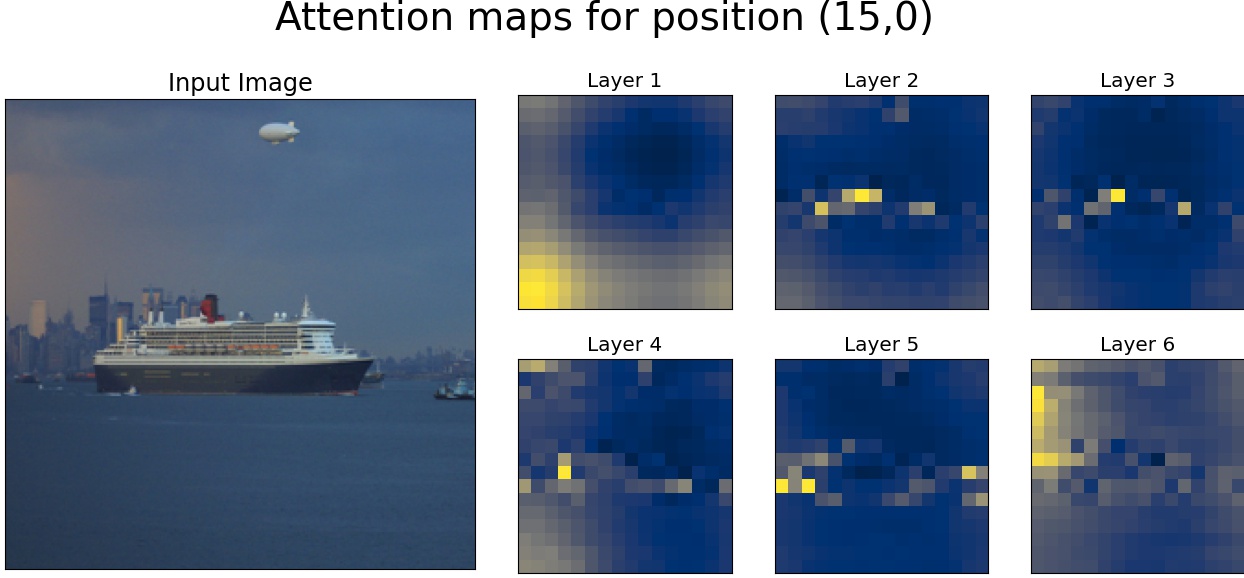 Attention maps for position (15,0)
Input Image
Layer 1
Layer 2
Layer 3
Layer 4
Layer 5
Layer 6